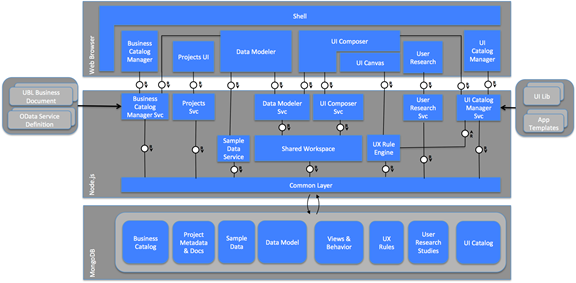 Shell
Web Browser
Business
Catalog
Manager
Projects UI
Data Modeler
UI Composer
UI Canvas
User
Research
UI
Catalog
Manager
UBL Business
Document
OData Service
Definition
Node.js
Business
Catalog
Manager Svc
Projects
Svc
Data Modeler
Svc
UI Composer
Svc
User
Research
Svc
UI Catalog
Manager
Svc
UI Lib
App
Templates
Sample
Data
Service
Shared Workspace
UX Rule
Engine
Common Layer
MongoDB
Business
Catalog
Project
Metadata
& Docs
Sample
Data
Data Model
Views &
Behavior
UX
Rules
User
Research
Studies
UI Catalog